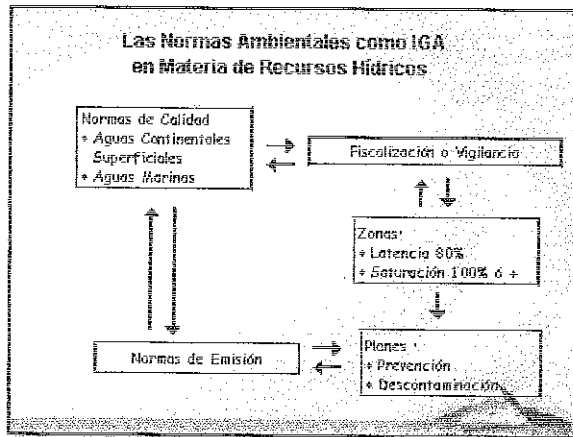 Las Normas Ambientales como IGA
en Materia de Recursos Hídricos
Normas de Calidad
+ Aguas Continentales
Superficiales
+ Aguas Marinas
Fiscalización o Vigilancia
Zonas:
+ Latencia 80%
+ Saturación 100% ó +
Normas de Emisión
Planes :
+ Prevención
+ Descontaminación